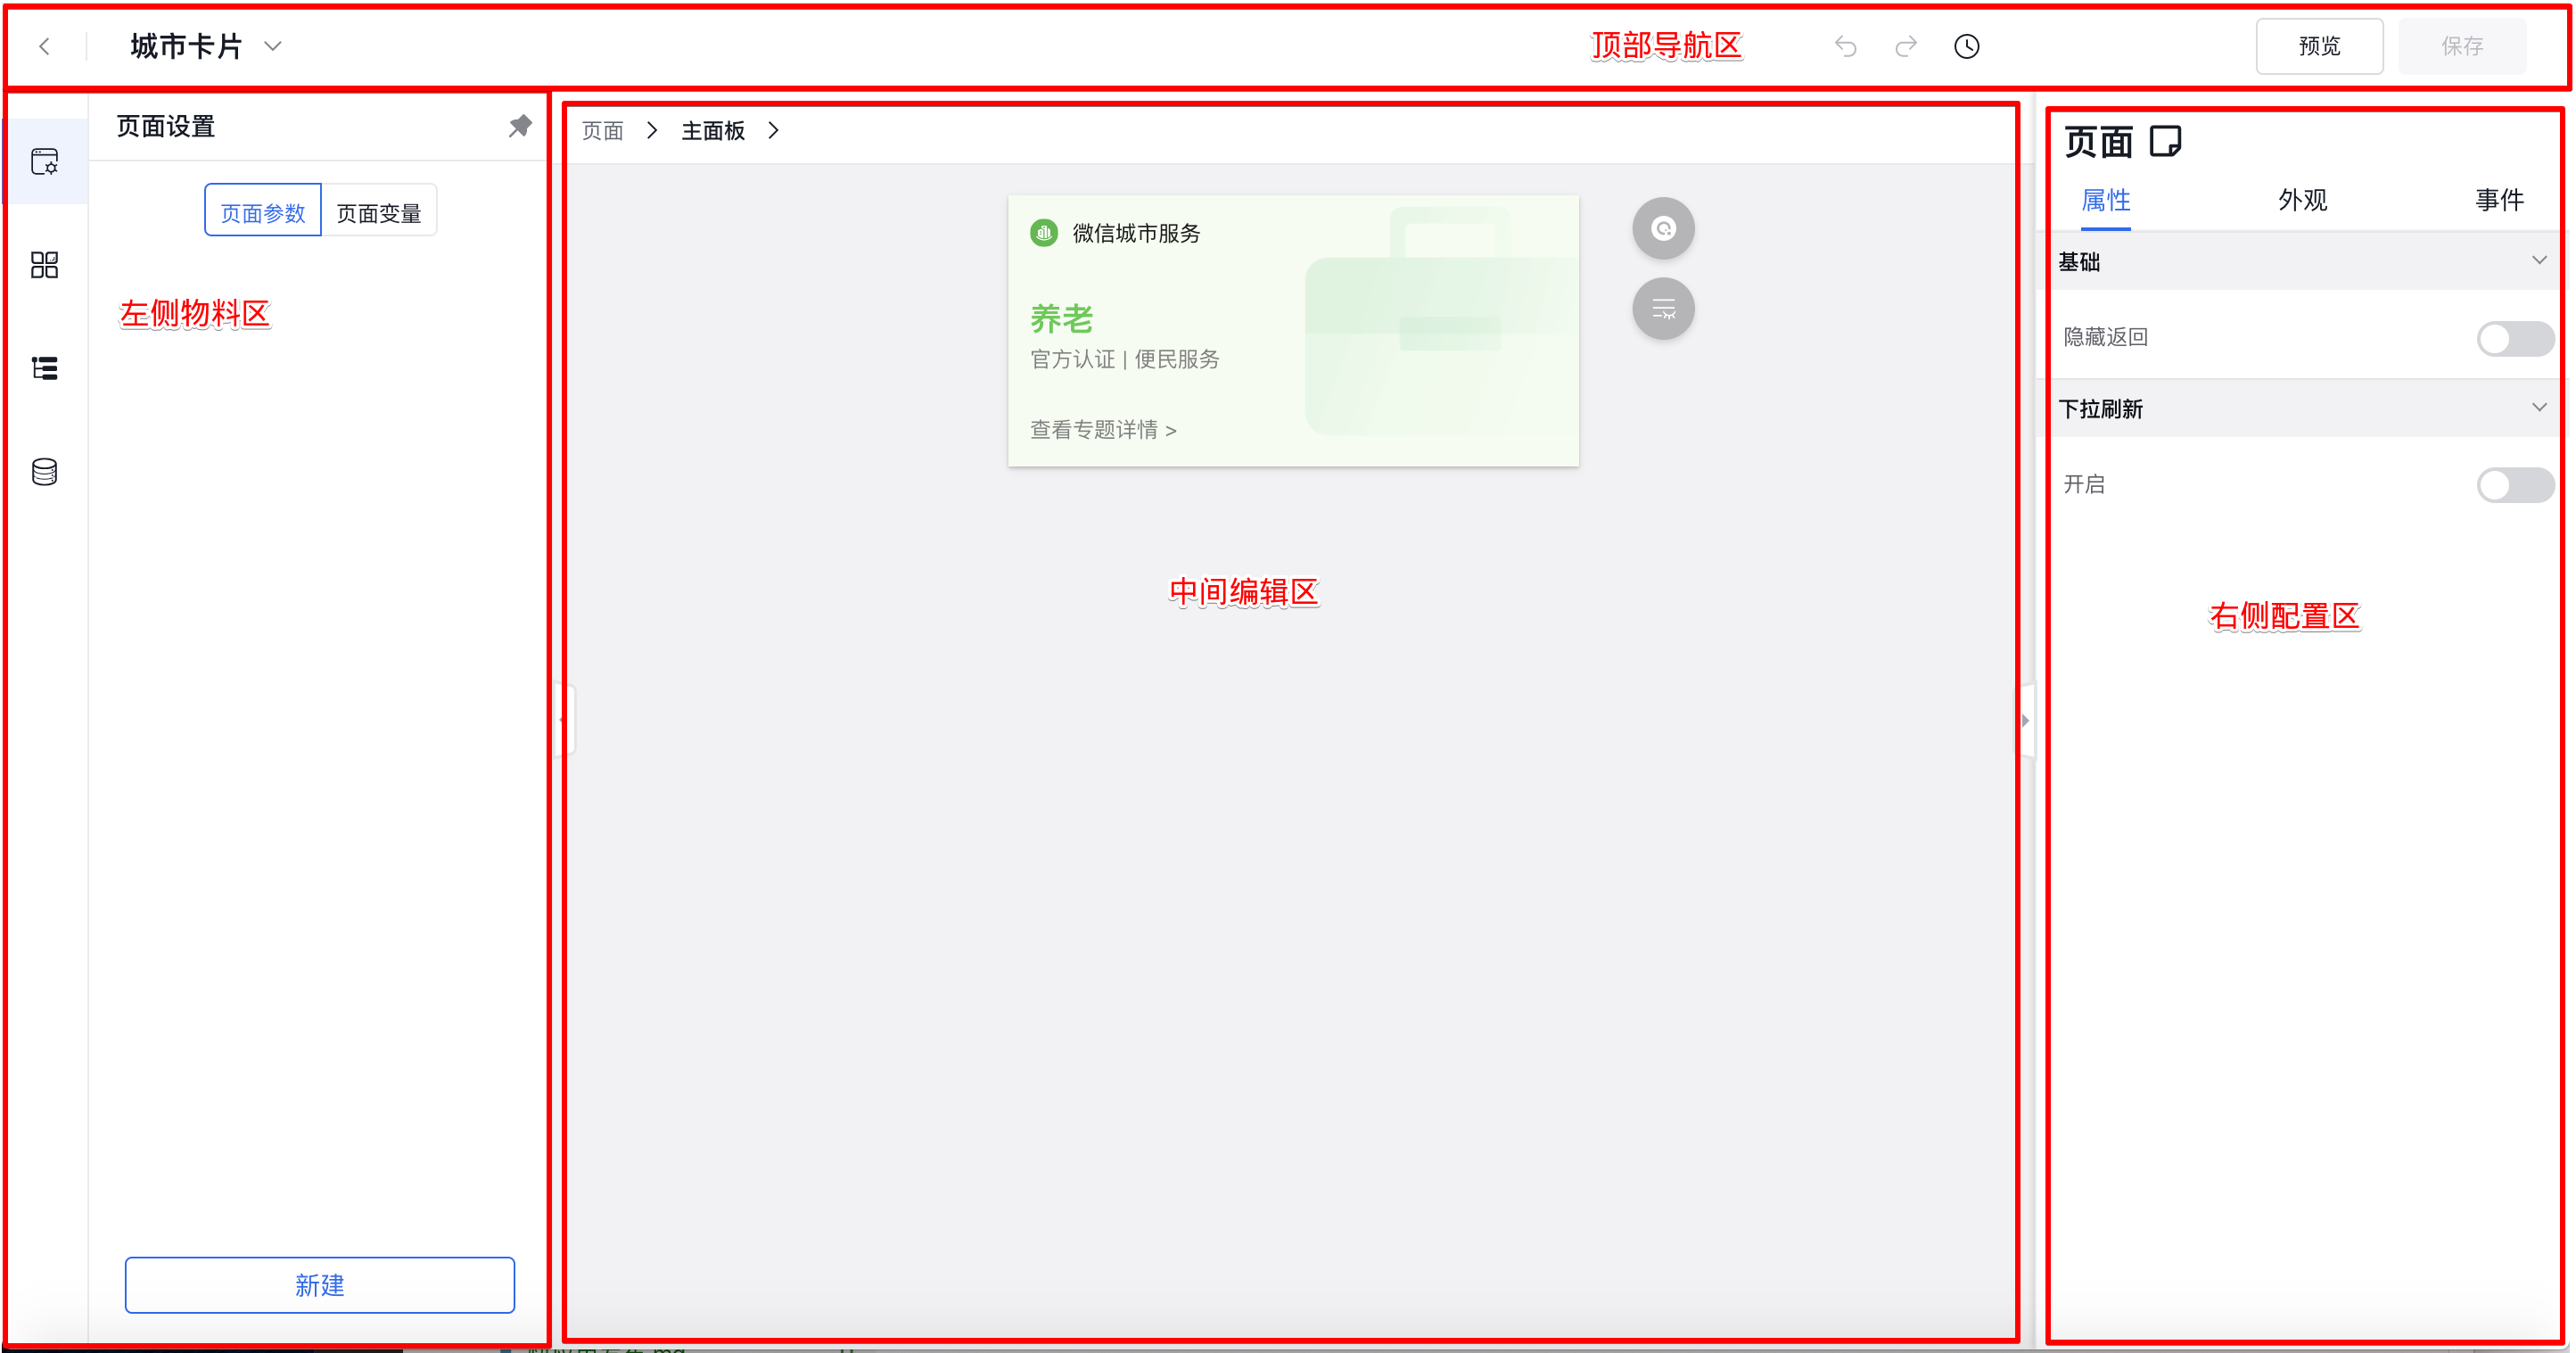 城市卡片
顶部导航区
预览
保存
页面设置
页面参数
页面变量
左侧物料区
新建
页面 > 主面板 >
微信城市服务
养老
官方认证 | 便民服务
查看专题详情 >
中间编辑区
页面
属性
外观
事件
基础
隐藏返回
下拉刷新
开启
右侧配置区